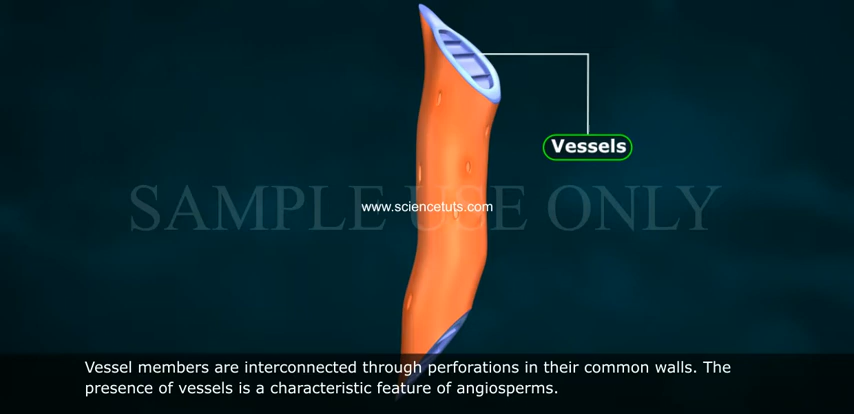 Vessels
SAMPLE USE ONLY
www.sciencetuts.com
Vessel members are interconnected through perforations in their common walls. The
presence of vessels is a characteristic feature of angiosperms.